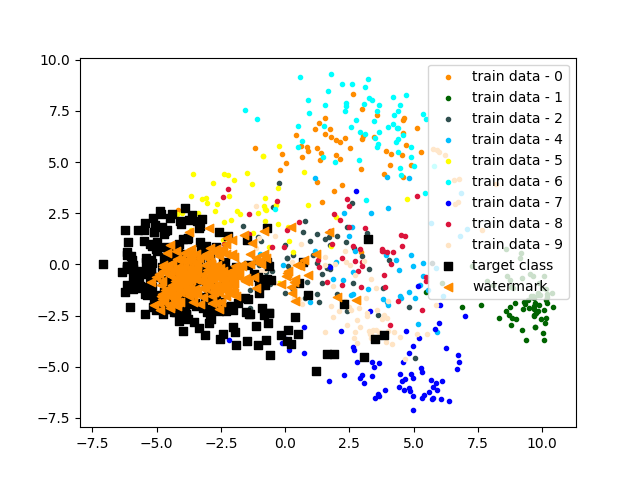 10.0
7.5
5.0
2.5
0.0
−2.5
−5.0
−7.5
−7.5
−5.0
−2.5
0.0
2.5
5.0
7.5
10.0
train data - 0
train data - 1
train data - 2
train data - 4
train data - 5
train data - 6
train data - 7
train data - 8
train data - 9
target class
watermark